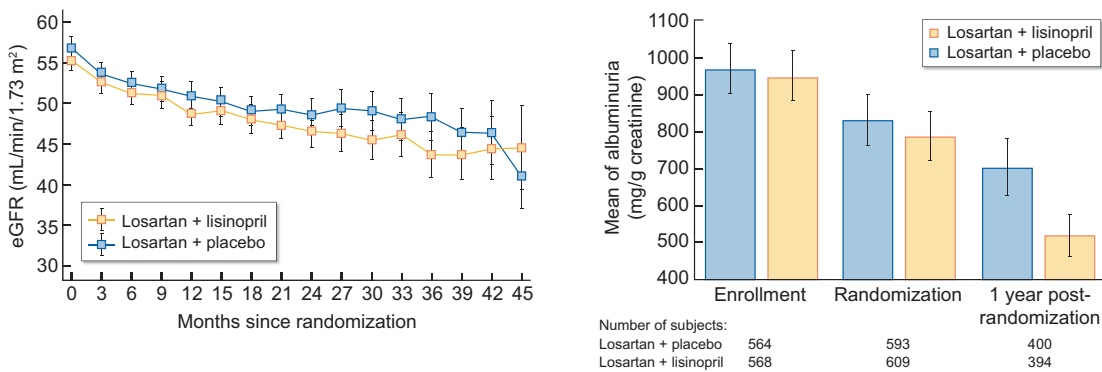 eGFR (mL/min/1. 73 m²)
60
55
50
45
40
35
30
Losartan + lisinopril
Losartan + placebo
0 3 6 9 12 15 18 21 24 27 30 33 36 39 42 45
Months since randomization
Mean of albuminuria
(mg/g creatinine)
1100
1000
900
800
700
600
500
400
Losartan + lisinopril
Losartan + placebo
Enrollment Randomization 1 year post-
randomization
Number of subjects:
Losartan + placebo 564 593 400
Losartan + lisinopril 568 609 394